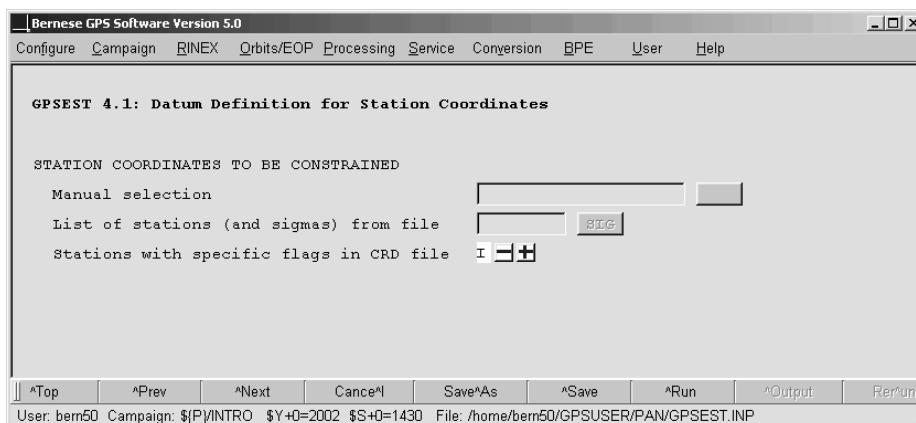 Bernese GPS Software Version 5.0
Configure Campaign RINEX Orbits/EOP Processing Service Conversion BPE User Help
GPSEST 4.1: Datum Definition for Station Coordinates
STATION COORDINATES TO BE CONSTRAINED
Manual selection
List of stations (and sigmas) from file SIG
Stations with specific flags in CRD file I
^Top ^Prev ^Next Cance^l Save^As ^Save ^Run ^Output Rer^un
User: bern50 Campaign: ${P}/INTRO $Y+0=2002 $S+0=1430 File: /home/bern50/GPSUSER/PAN/GPSEST.INP